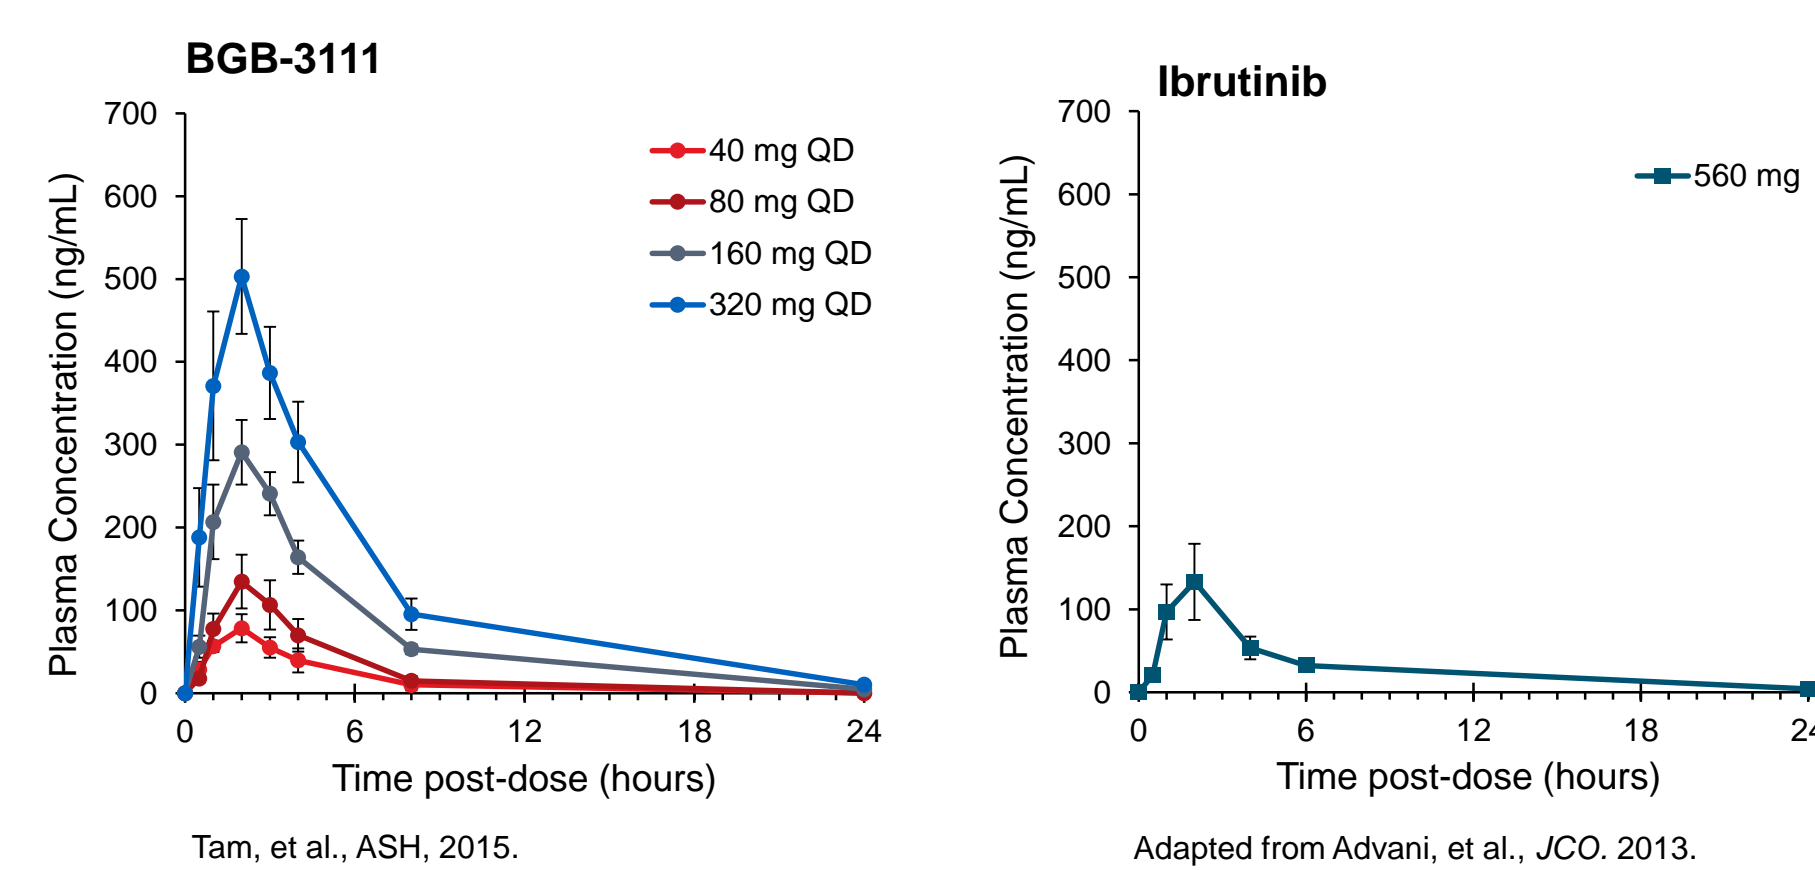 BGB-3111
700
600
500
400
300
200
100
0
Plasma Concentration (ng/mL)
40 mg QD
80 mg QD
160 mg QD
320 mg QD
0 6 12 18 24
Time post-dose (hours)
Tam, et al., ASH, 2015.
Ibrutinib
700
600
500
400
300
200
100
0
Plasma Concentration (ng/mL)
560 mg
0 6 12 18 24
Time post-dose (hours)
Adapted from Advani, et al., JCO. 2013.